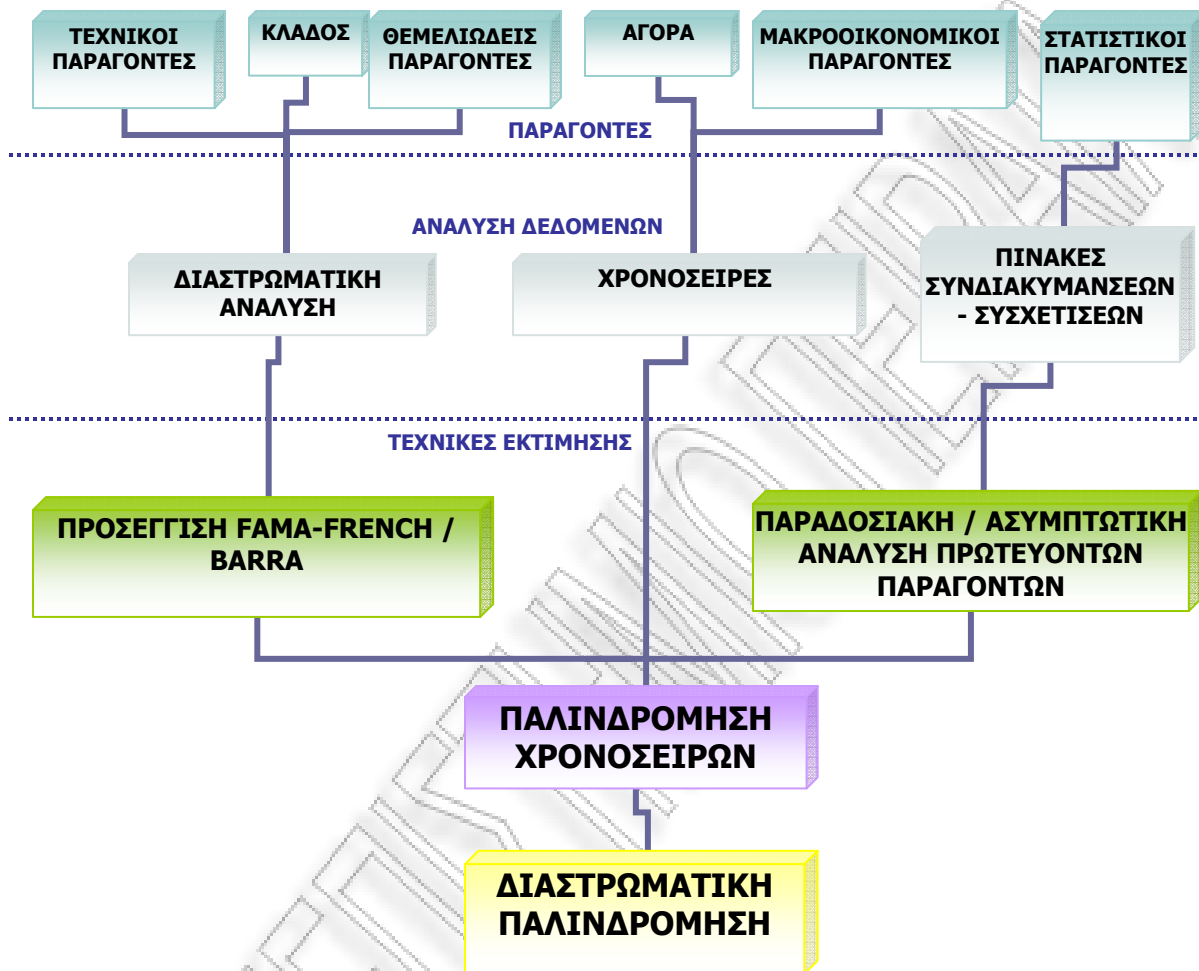 ΤΕΧΝΙΚΟΙ
ΠΑΡΑΓΟΝΤΕΣ
ΚΛΑΔΟΣ
ΘΕΜΕΛΙΩΔΕΙΣ
ΠΑΡΑΓΟΝΤΕΣ
ΑΓΟΡΑ
ΜΑΚΡΟΟΙΚΟΝΟΜΙΚΟΙ
ΠΑΡΑΓΟΝΤΕΣ
ΣΤΑΤΙΣΤΙΚΟΙ
ΠΑΡΑΓΟΝΤΕΣ
ΠΑΡΑΓΟΝΤΕΣ
ΑΝΑΛΥΣΗ ΔΕΔΟΜΕΝΩΝ
ΔΙΑΣΤΡΩΜΑΤΙΚΗ
ΑΝΑΛΥΣΗ
ΧΡΟΝΟΣΕΙΡΕΣ
ΠΙΝΑΚΕΣ
ΣΥΝΔΙΑΚΥΜΑΝΣΕΩΝ
- ΣΥΣΧΕΤΙΣΕΩΝ
ΤΕΧΝΙΚΕΣ ΕΚΤΙΜΗΣΗΣ
ΠΡΟΣΕΓΓΙΣΗ FAMA-FRENCH /
BARRA
ΠΑΡΑΔΟΣΙΑΚΗ / ΑΣΥΜΠΤΩΤΙΚΗ
ΑΝΑΛΥΣΗ ΠΡΩΤΕΥΟΝΤΩΝ
ΠΑΡΑΓΟΝΤΩΝ
ΠΑΛΙΝΔΡΟΜΗΣΗ
ΧΡΟΝΟΣΕΙΡΩΝ
ΔΙΑΣΤΡΩΜΑΤΙΚΗ
ΠΑΛΙΝΔΡΟΜΗΣΗ